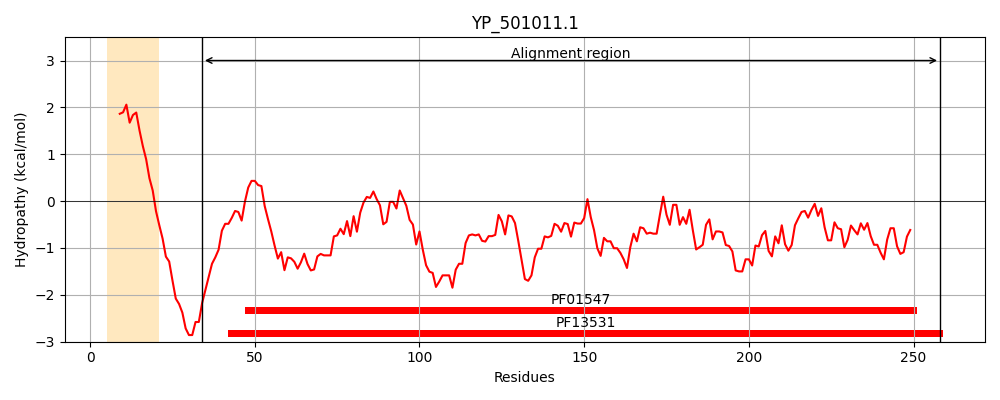 YP_501011.1
Alignment region
Hydropathy (kcal/mol)
3
2
1
0
−1
−2
−3
PF01547
PF13531
0 50 100 150 200 250
Residues